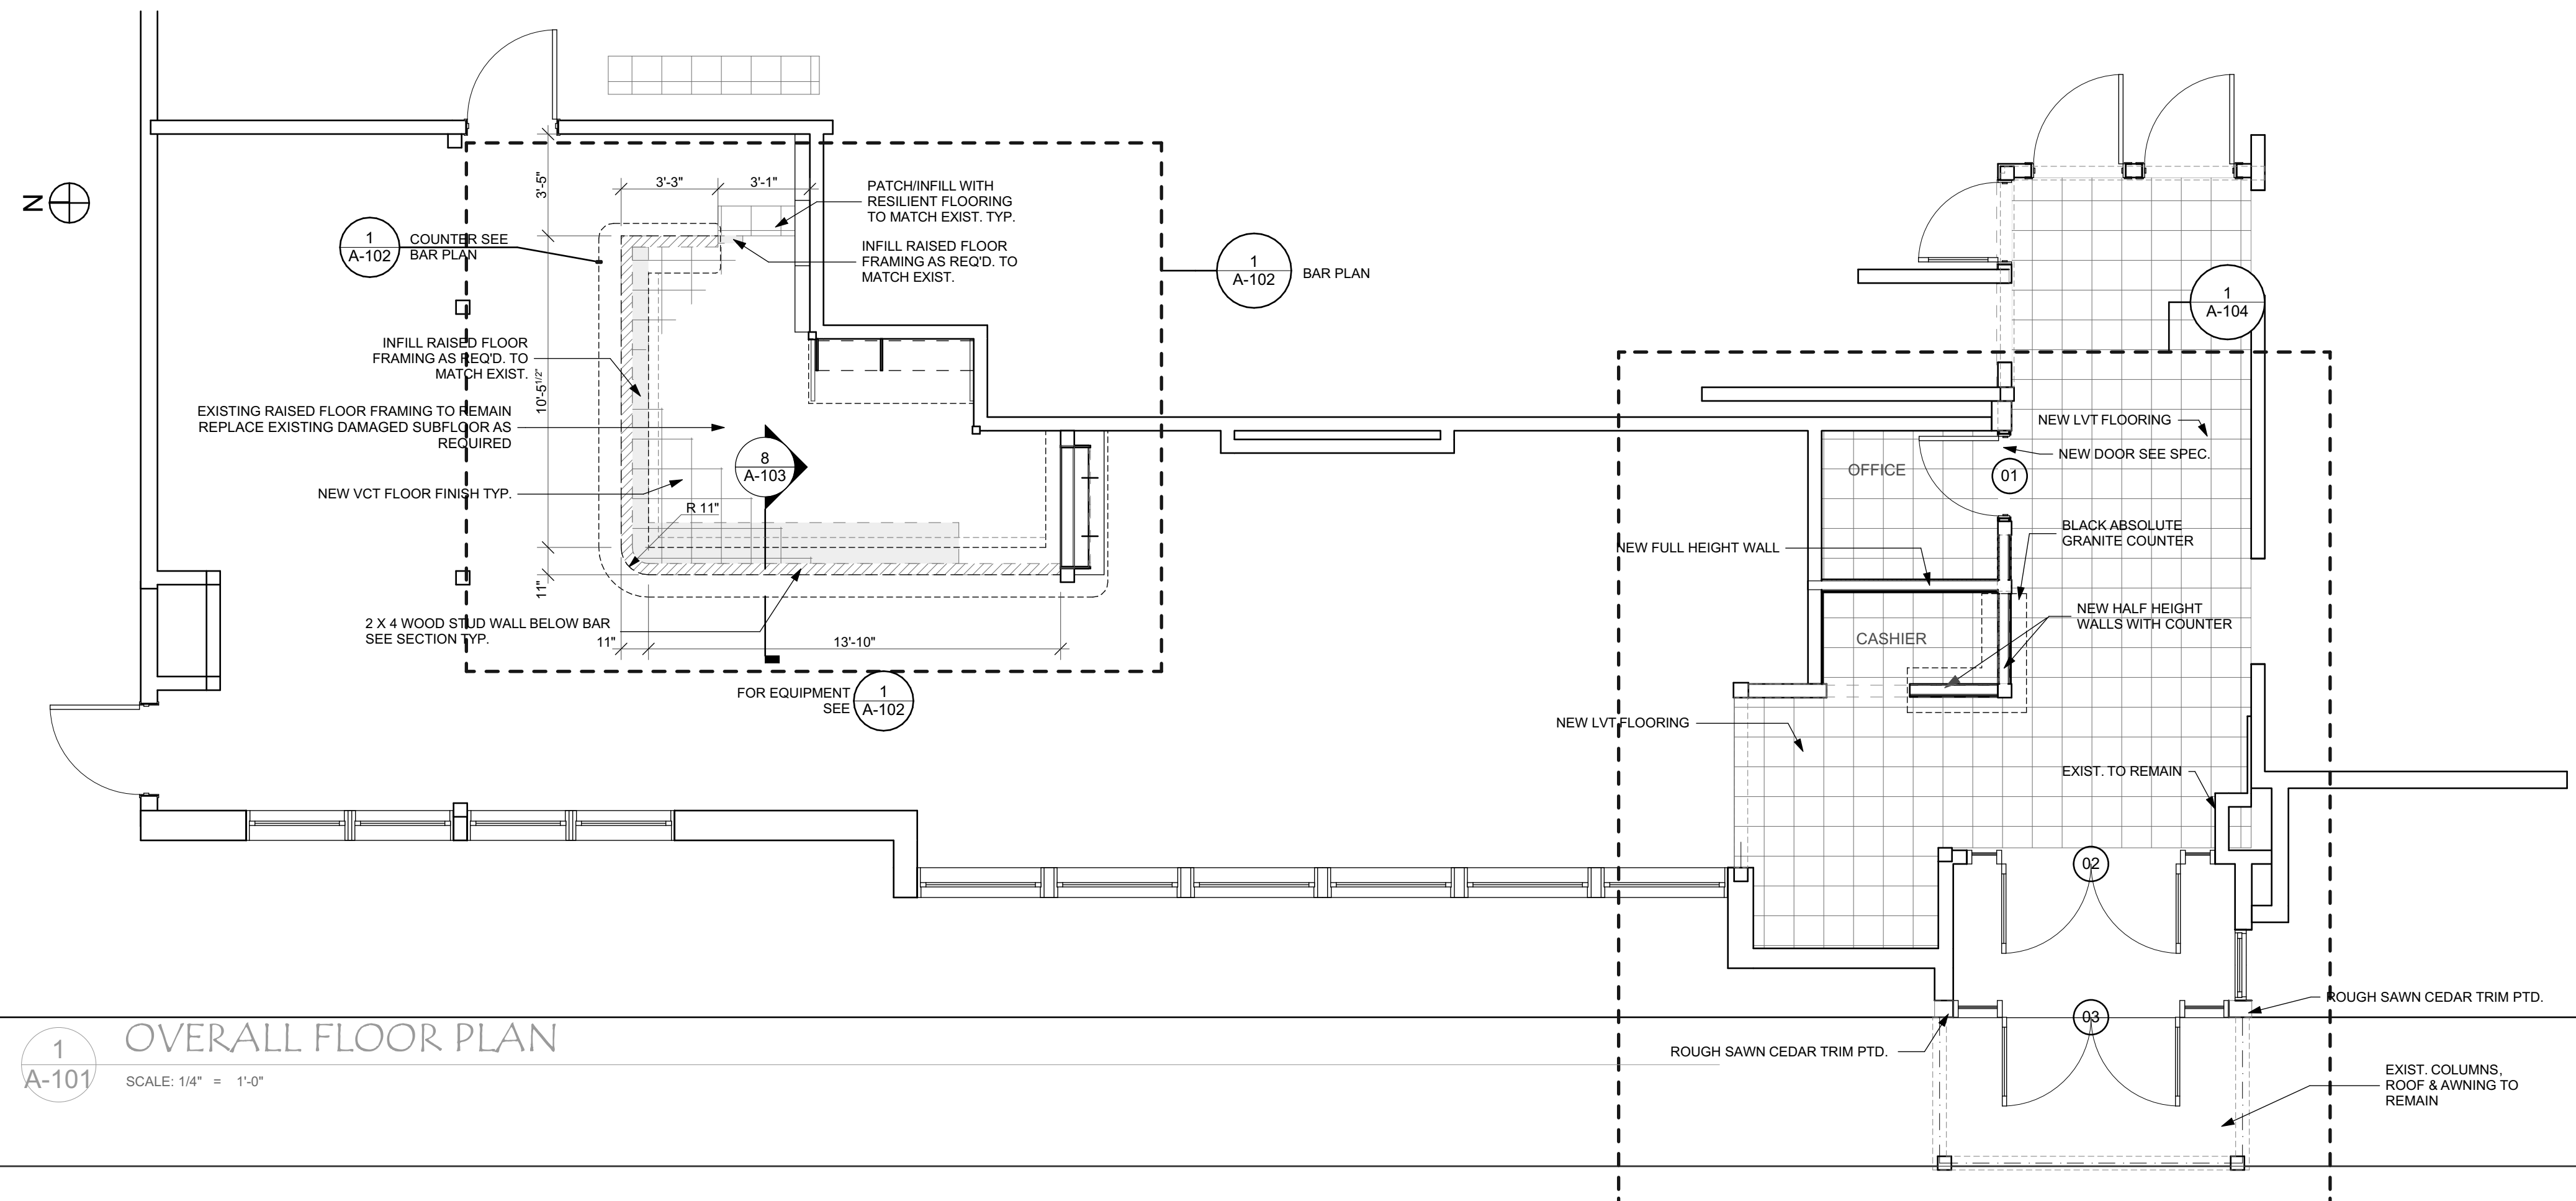 N
3'-5"
3'-3"
3'-1"
PATCH/INFILL WITH
RESILIENT FLOORING
TO MATCH EXIST. TYP.
1
A-102
COUNTER SEE
BAR PLAN
INFILL RAISED FLOOR
FRAMING AS REQ'D. TO
MATCH EXIST.
1
A-102
BAR PLAN
1
A-104
INFILL RAISED FLOOR
FRAMING AS REQ'D. TO
MATCH EXIST.
10'-5 1/2"
EXISTING RAISED FLOOR FRAMING TO REMAIN
REPLACE EXISTING DAMAGED SUBFLOOR AS
REQUIRED
8
A-103
NEW VCT FLOOR FINISH TYP.
R 11"
11"
2 X 4 WOOD STUD WALL BELOW BAR
SEE SECTION TYP.
11"
13'-10"
FOR EQUIPMENT
SEE
1
A-102
NEW LVT FLOORING
NEW DOOR SEE SPEC.
OFFICE
01
BLACK ABSOLUTE
GRANITE COUNTER
NEW FULL HEIGHT WALL
NEW HALF HEIGHT
WALLS WITH COUNTER
CASHIER
NEW LVT FLOORING
EXIST. TO REMAIN
02
ROUGH SAWN CEDAR TRIM PTD.
03
ROUGH SAWN CEDAR TRIM PTD.
EXIST. COLUMNS,
ROOF & AWNING TO
REMAIN
1
A-101
OVERALL FLOOR PLAN
SCALE: 1/4" = 1'-0"